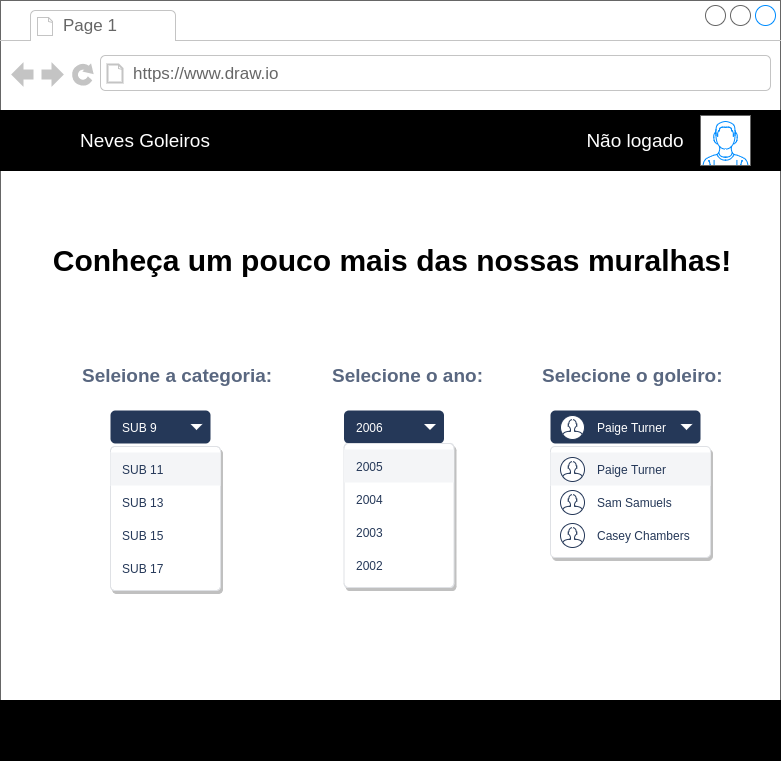 Page 1
https://www.draw.io
Neves Goleiros
Não logado
Conheça um pouco mais das nossas muralhas!
Seleione a categoria:
Selecione o ano:
Selecione o goleiro:
SUB 9
SUB 11
SUB 13
SUB 15
SUB 17
2006
2005
2004
2003
2002
Paige Turner
Paige Turner
Sam Samuels
Casey Chambers